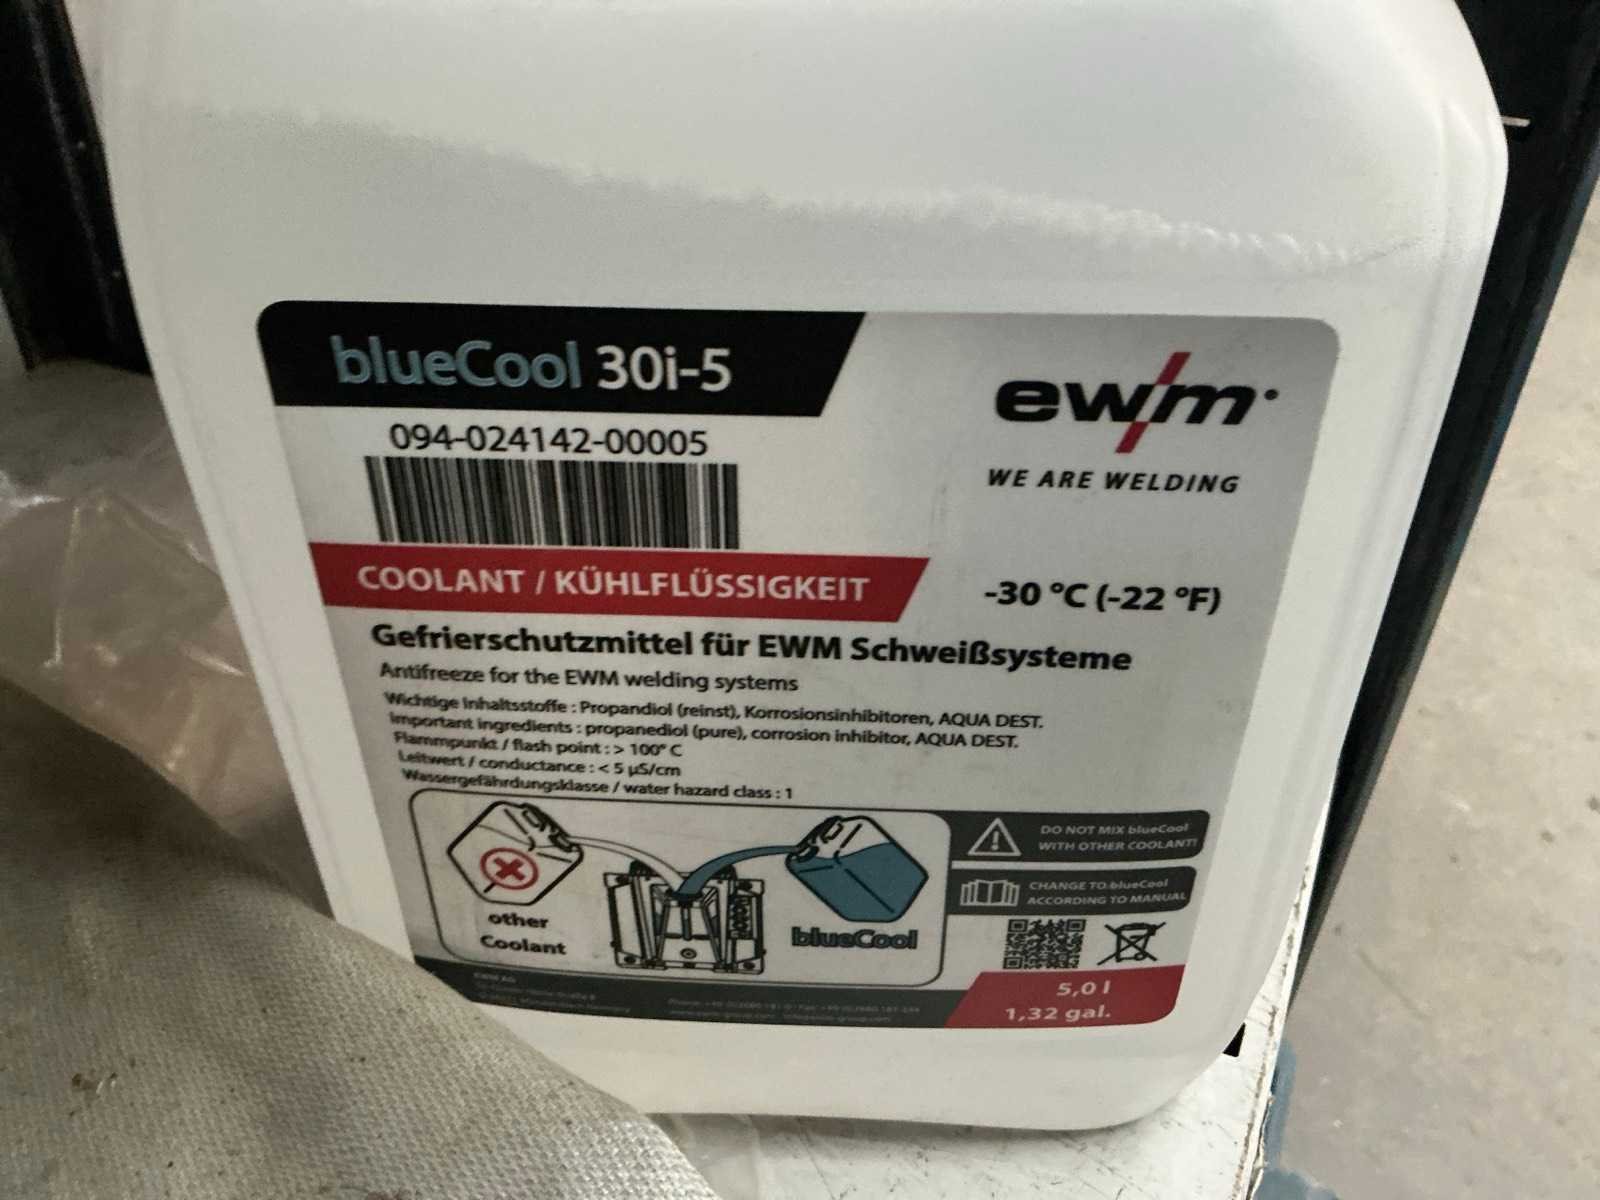 blueCool 30i-5
094-024142-00005
ewm
WE ARE WELDING
COOLANT / KÜHLFLÜSSIGKEIT
-30 °C (-22 °F)
Gefrierschutzmittel für EWM Schweißsysteme
Antifreeze for the EWM welding systems
Wichtige Inhaltsstoffe : Propandiol (reinst), Korrosionsinhibitoren, AQUA DEST.
Important ingredients : propanediol (pure), corrosion inhibitor, AQUA DEST.
Flammpunkt / flash point : > 100° C
Leitwert / conductance : < 5 µS/cm
Wassergefährdungsklasse / water hazard class : 1
other
Coolant
blueCool
DO NOT MIX blueCool
WITH OTHER COOLANT!
CHANGE TO blueCool
ACCORDING TO MANUAL
5,0 l
1,32 gal.
EWM AG